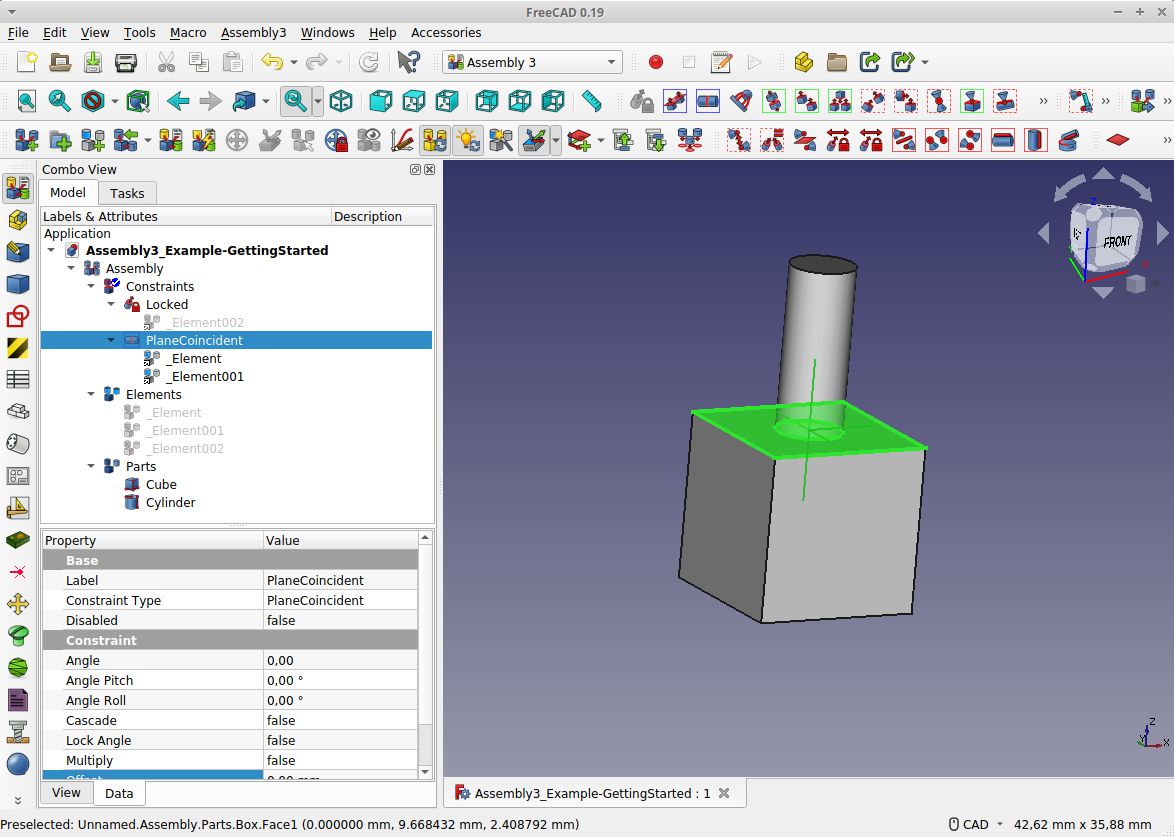 FreeCAD 0.19
File Edit View Tools Macro Assembly3 Windows Help Accessories
Assembly 3
Combo View
Model Tasks
Labels & Attributes Description
Application
Assembly3_Example-GettingStarted
Assembly
Constraints
Locked
_Element002
PlaneCoincident
_Element
_Element001
Elements
_Element
_Element001
_Element002
Parts
Cube
Cylinder
Property Value
Base
Label PlaneCoincident
Constraint Type PlaneCoincident
Disabled false
Constraint
Angle 0,00
Angle Pitch 0,00 °
Angle Roll 0,00 °
Cascade false
Lock Angle false
Multiply false
Offset 0,00 mm
View Data
Z
FRONT
Z
Y
X
Assembly3_Example-GettingStarted : 1
Preselected: Unnamed.Assembly.Parts.Box.Face1 (0.000000 mm, 9.668432 mm, 2.408792 mm)
CAD 42,62 mm x 35,88 mm